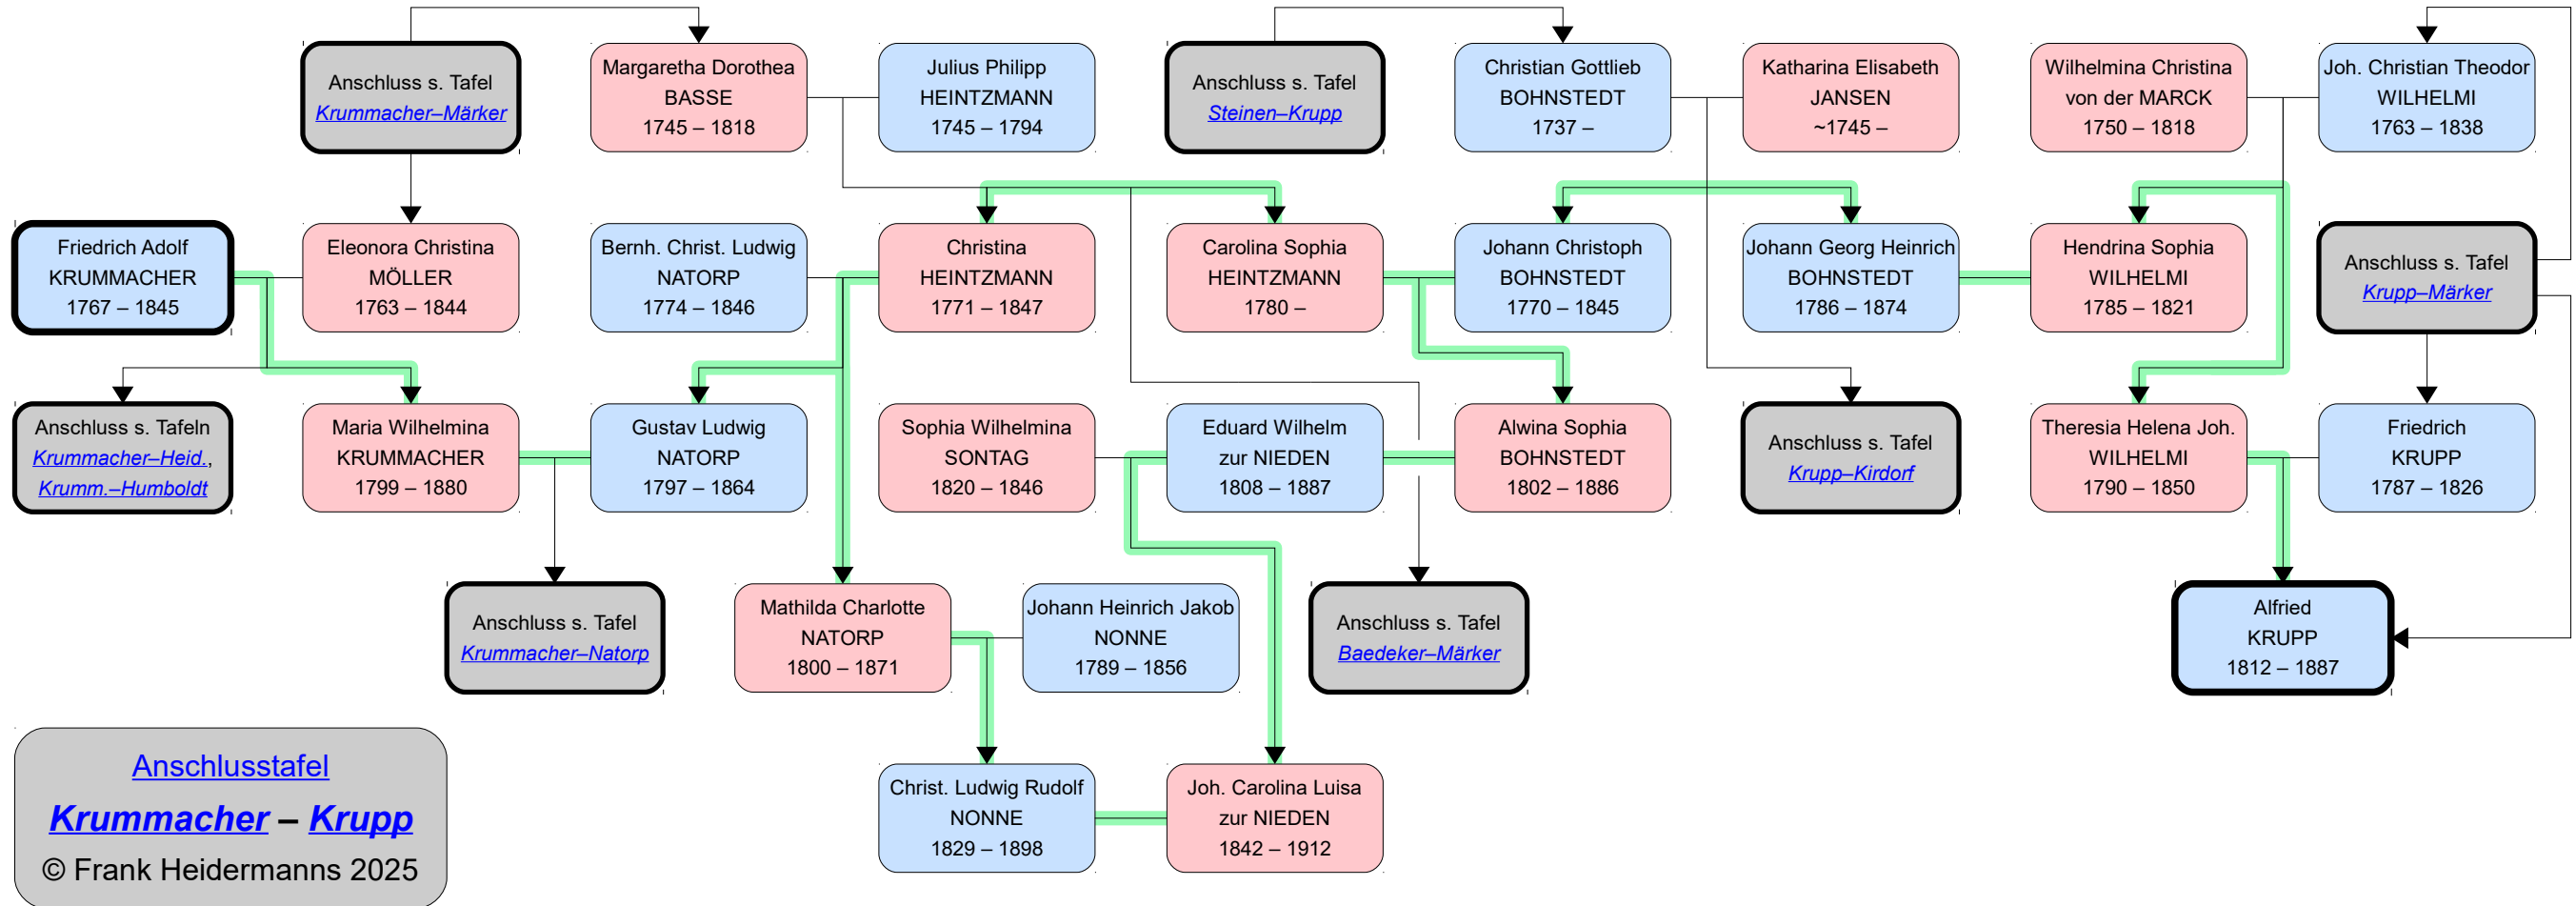 Anschluss s. Tafel
Krummacher–Märker
Margaretha Dorothea
BASSE
1745 – 1818
Julius Philipp
HEINTZMANN
1745 – 1794
Anschluss s. Tafel
Steinen–Krupp
Christian Gottlieb
BOHNSTEDT
1737 –
Katharina Elisabeth
JANSEN
~1745 –
Wilhelmina Christina
von der MARCK
1750 – 1818
Joh. Christian Theodor
WILHELMI
1763 – 1838
Friedrich Adolf
KRUMMACHER
1767 – 1845
Eleonora Christina
MÖLLER
1763 – 1844
Bernh. Christ. Ludwig
NATORP
1774 – 1846
Christina
HEINTZMANN
1771 – 1847
Carolina Sophia
HEINTZMANN
1780 –
Johann Christoph
BOHNSTEDT
1770 – 1845
Johann Georg Heinrich
BOHNSTEDT
1786 – 1874
Hendrina Sophia
WILHELMI
1785 – 1821
Anschluss s. Tafel
Krupp–Märker
Anschluss s. Tafeln
Krummacher–Heid.,
Krumm.–Humboldt
Maria Wilhelmina
KRUMMACHER
1799 – 1880
Gustav Ludwig
NATORP
1797 – 1864
Sophia Wilhelmina
SONTAG
1820 – 1846
Eduard Wilhelm
zur NIEDEN
1808 – 1887
Alwina Sophia
BOHNSTEDT
1802 – 1886
Anschluss s. Tafel
Krupp–Kirdorf
Theresia Helena Joh.
WILHELMI
1790 – 1850
Friedrich
KRUPP
1787 – 1826
Anschluss s. Tafel
Krummacher–Natorp
Mathilda Charlotte
NATORP
1800 – 1871
Johann Heinrich Jakob
NONNE
1789 – 1856
Anschluss s. Tafel
Baedeker–Märker
Alfried
KRUPP
1812 – 1887
Anschlusstafel
Krummacher – Krupp
© Frank Heidermanns 2025
Christ. Ludwig Rudolf
NONNE
1829 – 1898
Joh. Carolina Luisa
zur NIEDEN
1842 – 1912